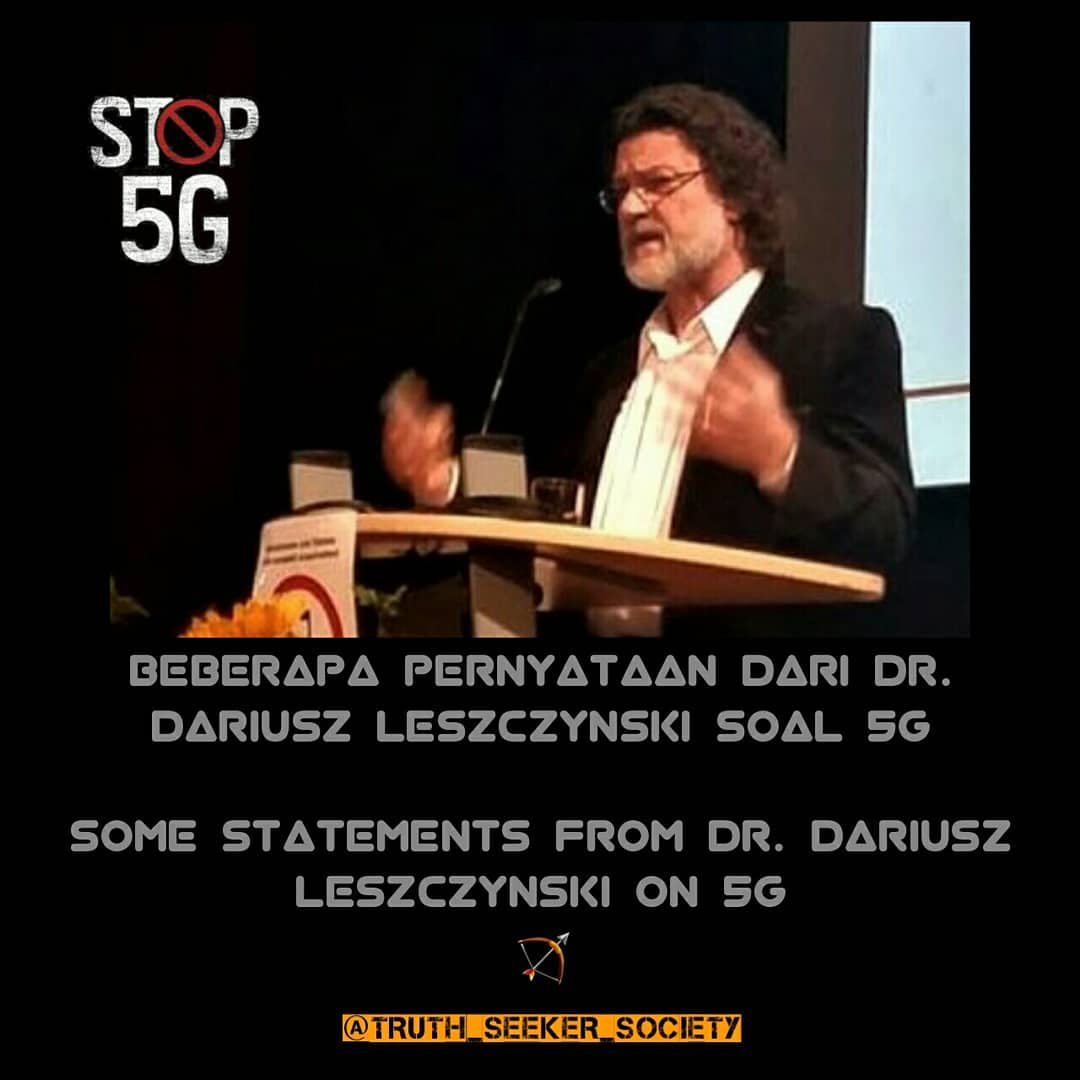 STOP
5G
BEBERAPA PERNYATAAN DARI DR.
DARIUSZ LESZCZYNSKI SOAL 5G
SOME STATEMENTS FROM DR. DARIUSZ
LESZCZYNSKI ON 5G
@TRUTH_SEEKER_SOCIETY